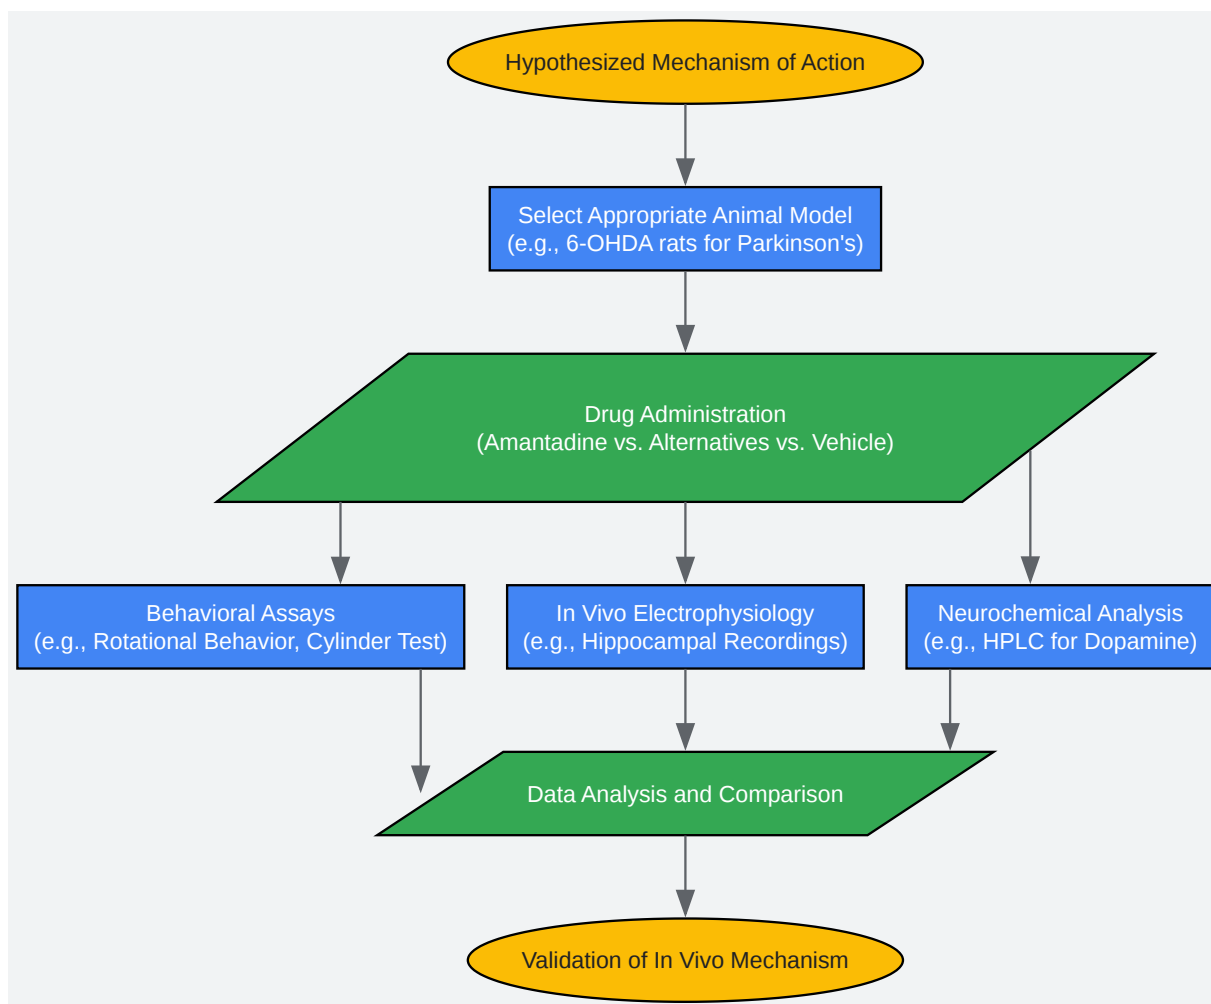 Hypothesized Mechanism of Action
Select Appropriate Animal Model
(e.g., 6-OHDA rats for Parkinson's)
Drug Administration
(Amantadine vs. Alternatives vs. Vehicle)
Behavioral Assays
(e.g., Rotational Behavior, Cylinder Test)
In Vivo Electrophysiology
(e.g., Hippocampal Recordings)
Neurochemical Analysis
(e.g., HPLC for Dopamine)
Data Analysis and Comparison
Validation of In Vivo Mechanism